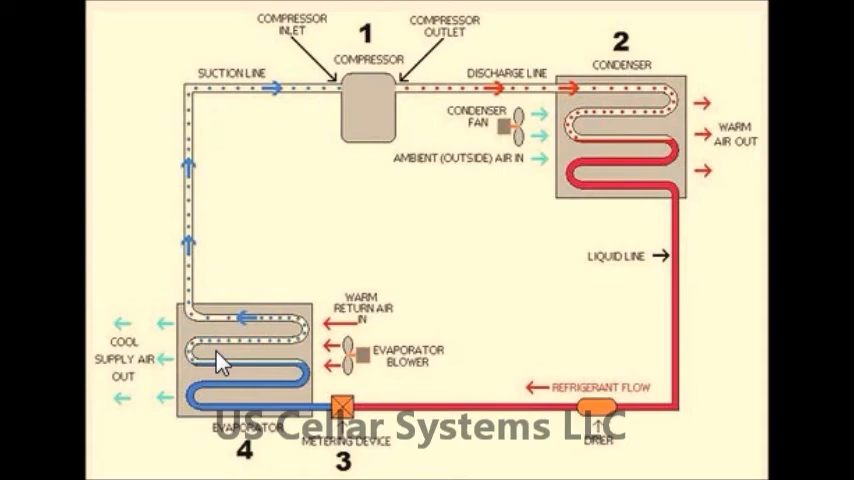 COMPRESSOR
INLET
1
COMPRESSOR
OUTLET
2
COMPRESSOR
CONDENSER
SUCTION LINE
DISCHARGE LINE
CONDENSER
FAN
WARM
AIR OUT
AMBIENT (OUTSIDE) AIR IN
LIQUID LINE
WARM
RETURN AIR
IN
COOL
SUPPLY AIR
OUT
EVAPORATOR
BLOWER
REFRIGERANT FLOW
US Cellar Systems LLC
EVAPORATOR
METERING DEVICE
DRIER
4
3